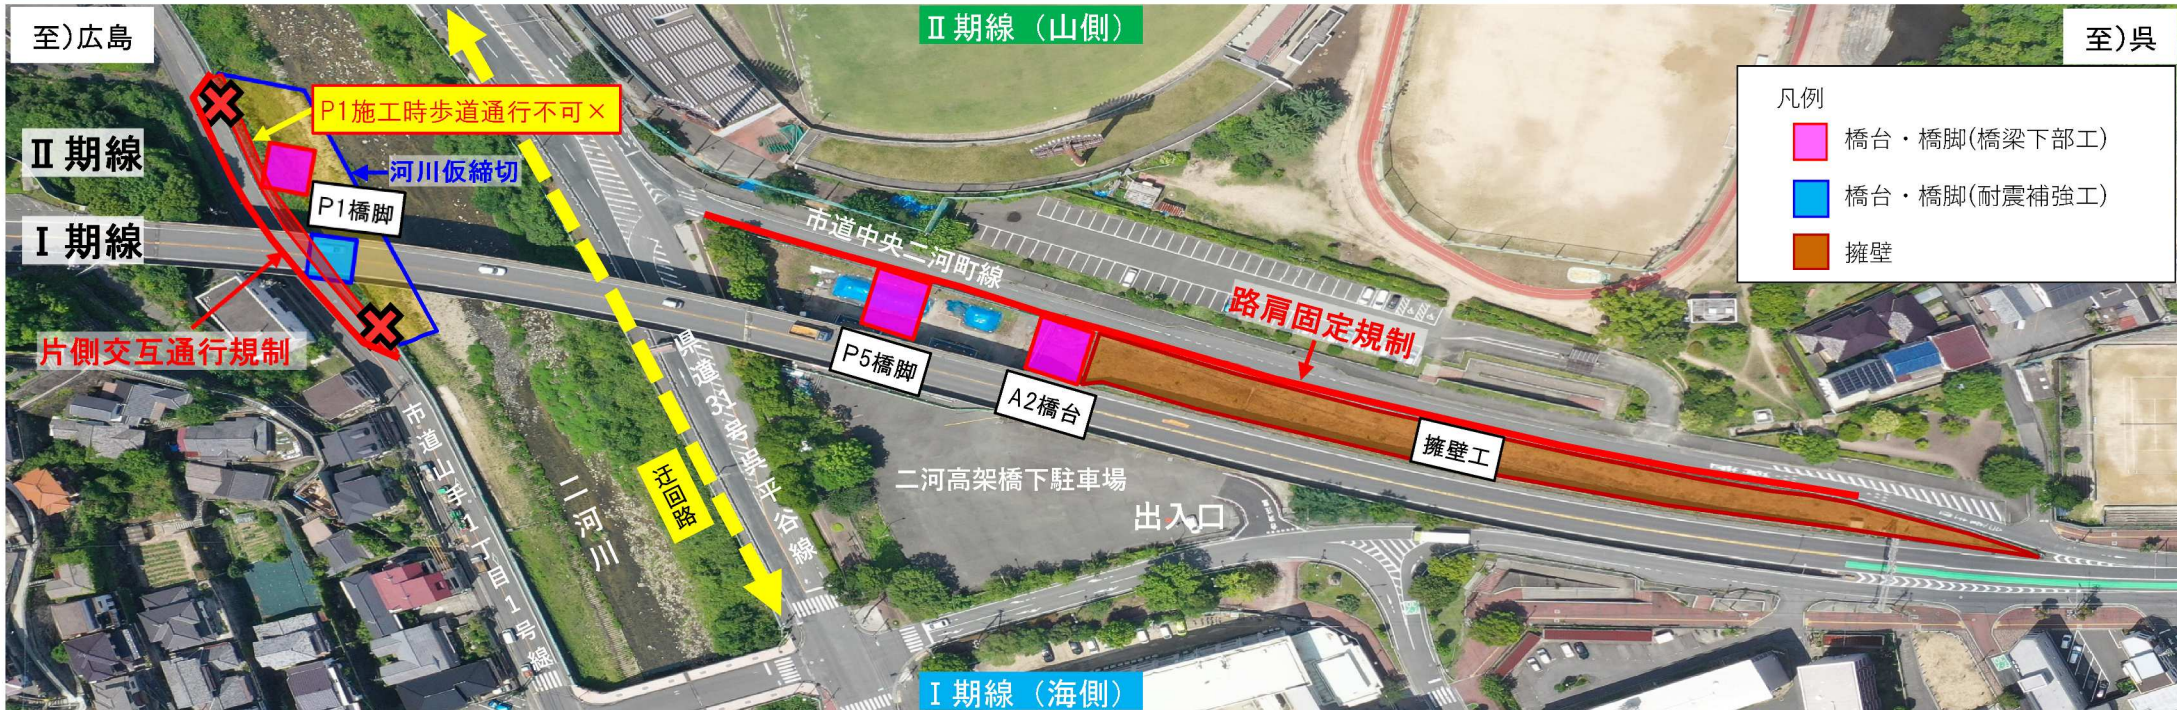 至)広島
Ⅱ期線（山側）
至)呉
P1施工時歩道通行不可×
Ⅱ期線
河川仮締切
P1橋脚
Ⅰ期線
片側交互通行規制
市道山手1丁目1号線
二河川
迂回路
県道31号呉平谷線
市道中央二河町線
路肩固定規制
P5橋脚
A2橋台
擁壁工
二河高架橋下駐車場
出入口
Ⅰ期線（海側）
凡例
橋台・橋脚(橋梁下部工)
橋台・橋脚(耐震補強工)
擁壁